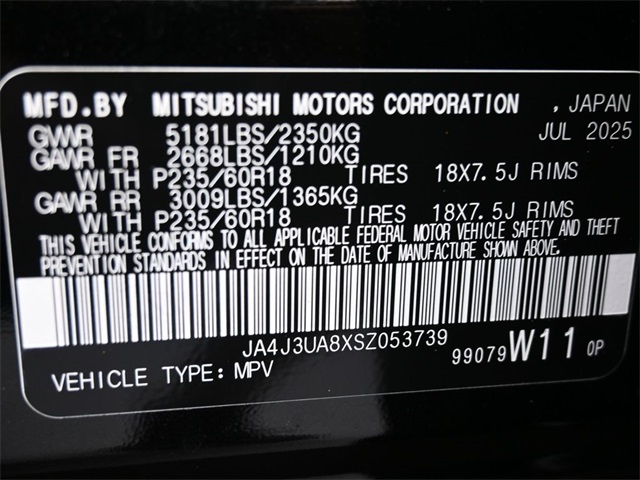 MFD.BY MITSUBISHI MOTORS CORPORATION , JAPAN
GVWR 5181LBS/2350KG JUL 2025
GAWR FR 2668LBS/1210KG
WITH P235/60R18 TIRES 18X7.5J RIMS
GAWR RR 3009LBS/1365KG
WITH P235/60R18 TIRES 18X7.5J RIMS
THIS VEHICLE CONFORMS TO ALL APPLICABLE FEDERAL MOTOR VEHICLE SAFETY AND THEFT
PREVENTION STANDARDS IN EFFECT ON THE DATE OF MANUFACTURE SHOWN ABOVE.
JA4J3UA8XSZ053739
VEHICLE TYPE: MPV 99079 W11 0P